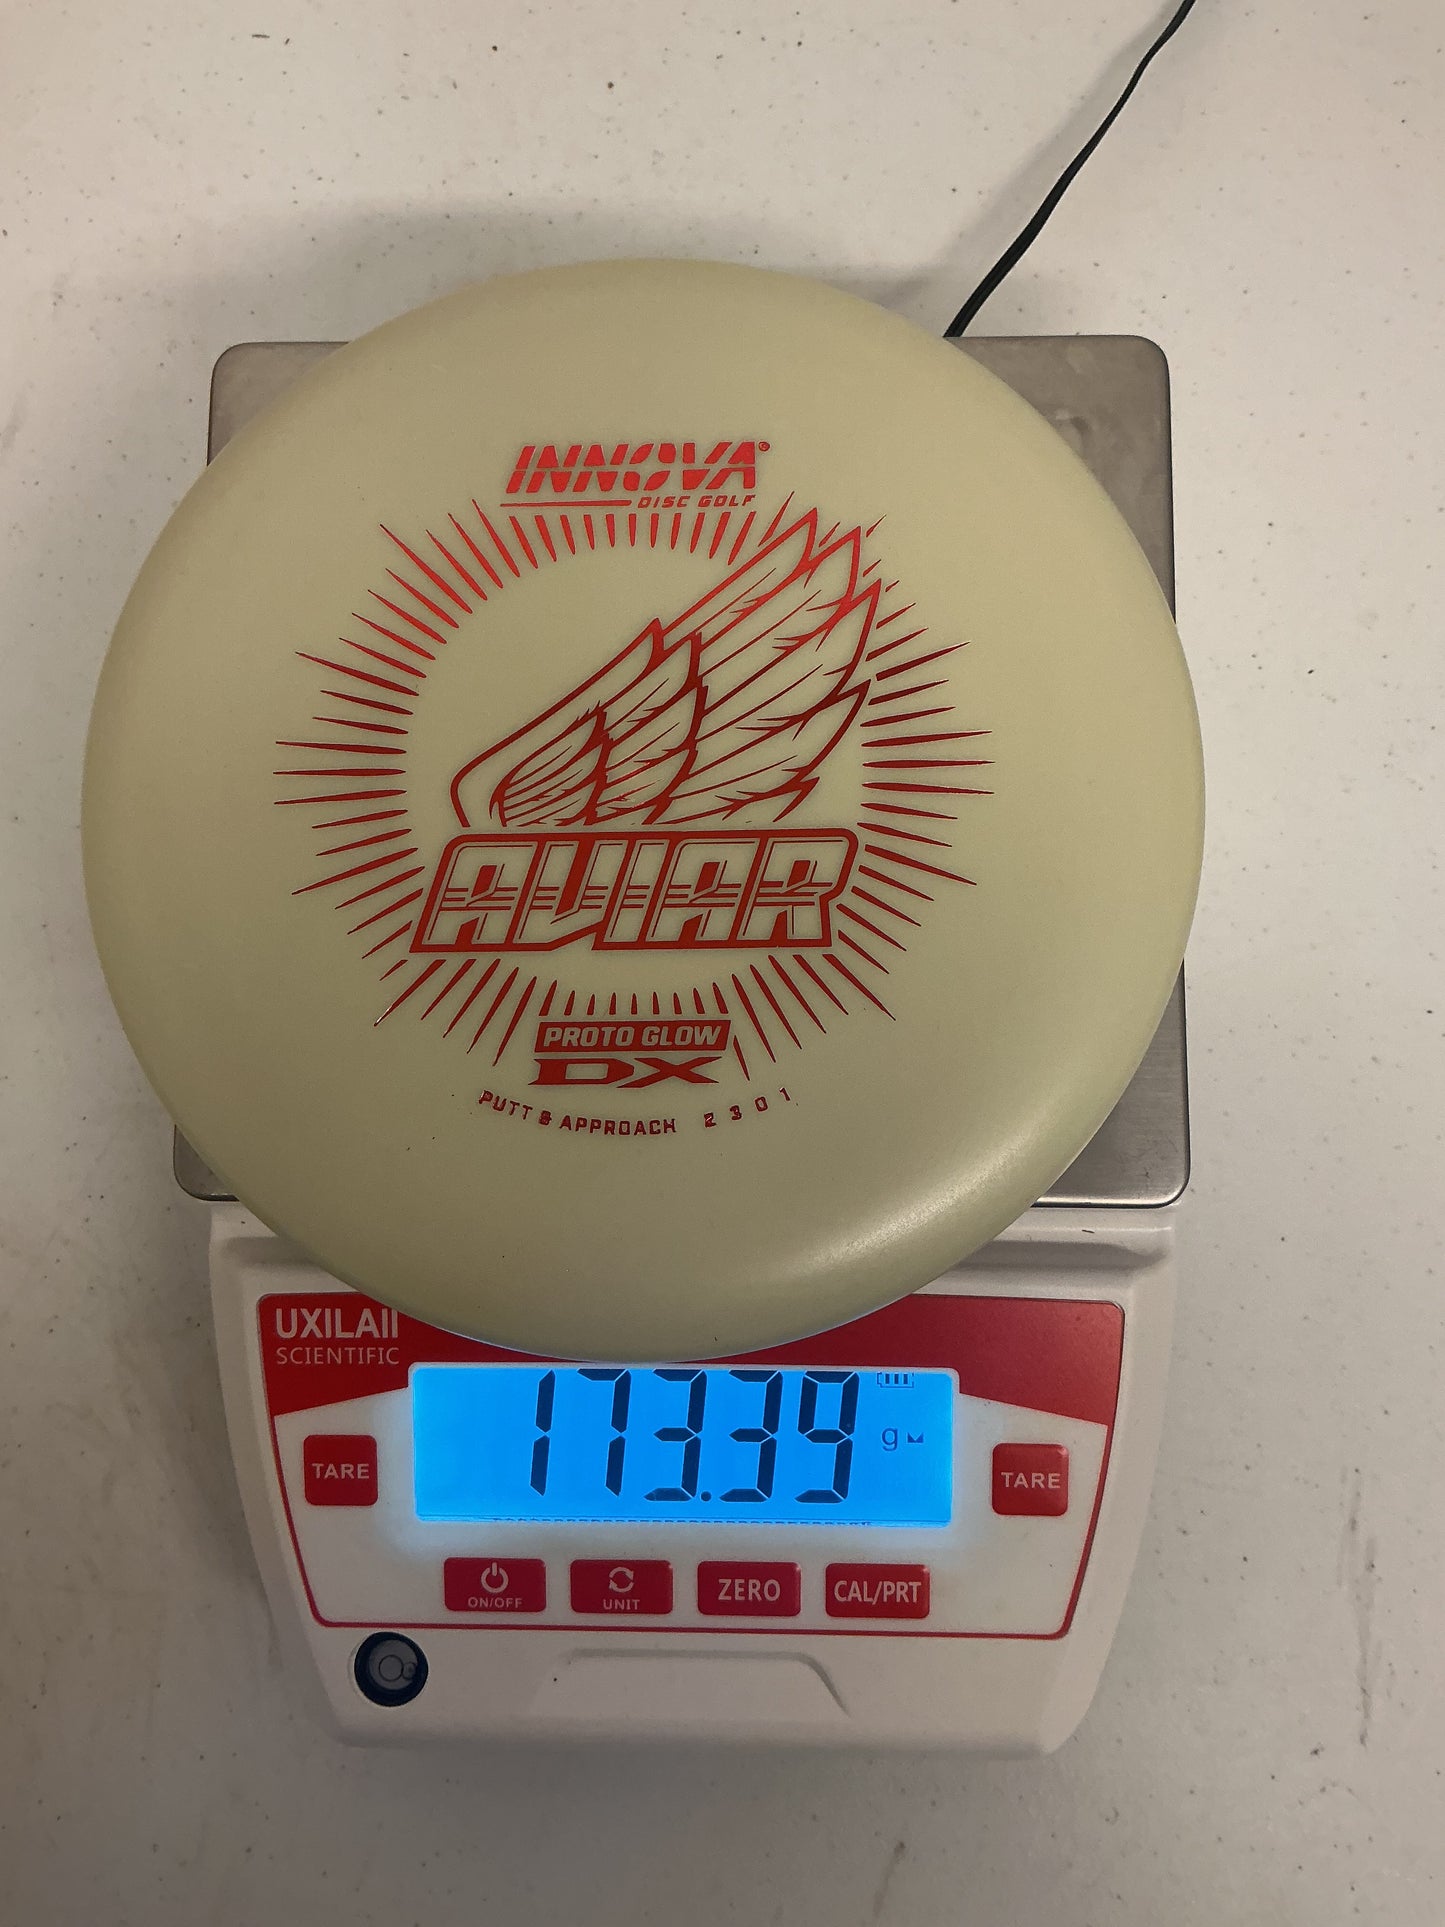 INNOVA®
DISC GOLF
AVIAR
PROTO GLOW
DX
PUTT & APPROACH 2 3 0 1
UXILAII
SCIENTIFIC
173.39 g
TARE
TARE
ON/OFF
UNIT
ZERO
CAL/PRT